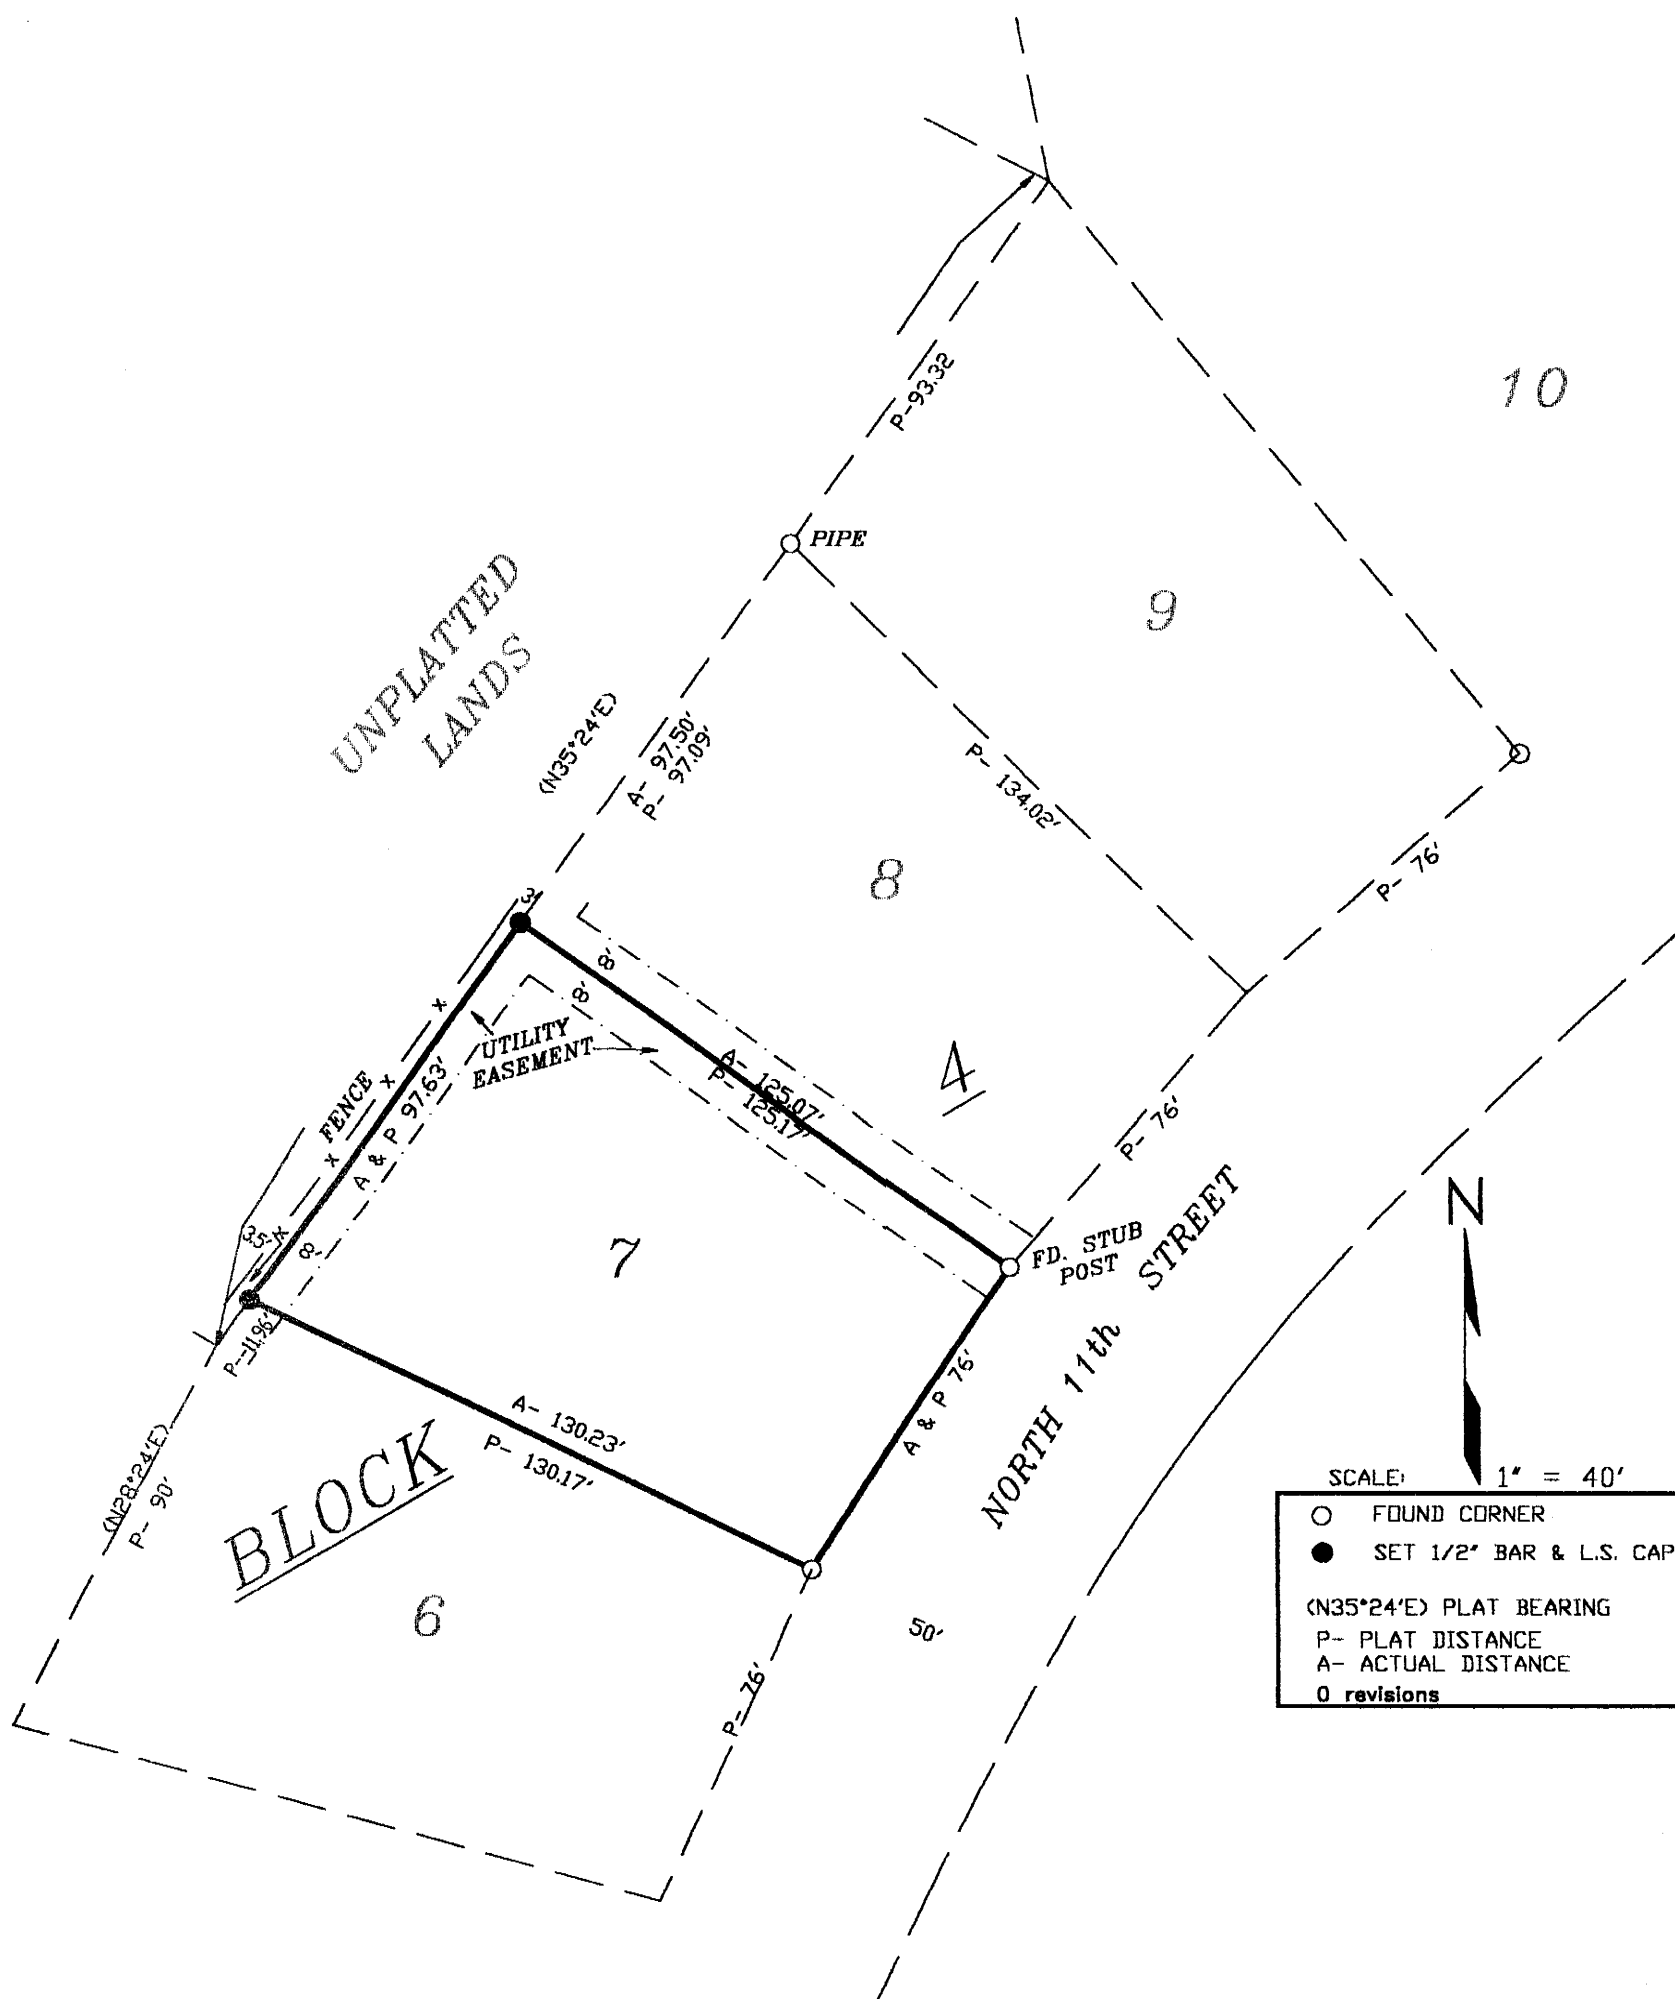 10
P-93.32
PIPE
9
UNPLATTED
LANDS
(N35°24'E)
A- 97.50'
P- 97.09'
P- 134.02'
P- 76'
8
3'
8'
8'
UTILITY
EASEMENT
A- 125.07'
P- 125.17'
4
FENCE
A & P 97.63'
P- 76'
3.5'
8'
7
FD. STUB
POST
NORTH 11th STREET
N
P- 11.96'
A & P 76'
A- 130.23'
P- 130.17'
(N28°24'E)
P- 90'
BLOCK
6
50'
P- 76'
SCALE: 1" = 40'
FOUND CORNER
SET 1/2" BAR & L.S. CAP
(N35°24'E) PLAT BEARING
P- PLAT DISTANCE
A- ACTUAL DISTANCE
0 revisions